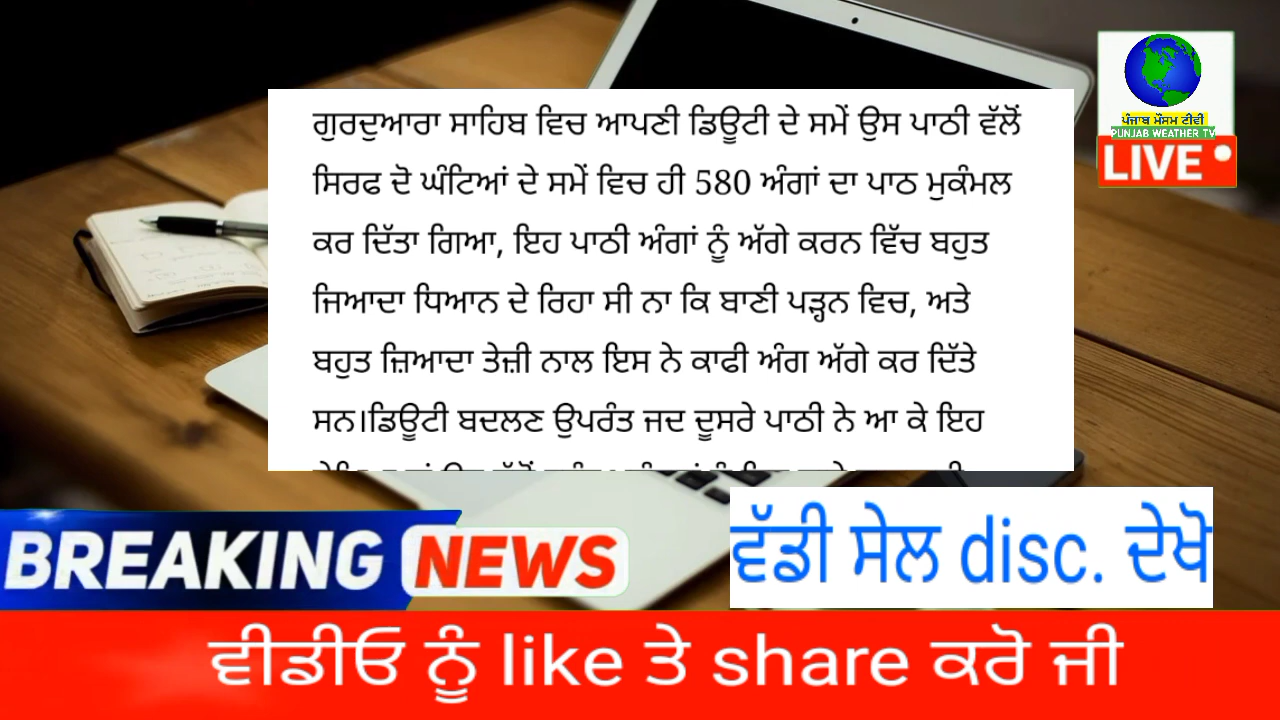 ਗੁਰਦੁਆਰਾ ਸਾਹਿਬ ਵਿਚ ਆਪਣੀ ਡਿਊਟੀ ਦੇ ਸਮੇਂ ਉਸ ਪਾਠੀ ਵੱਲੋਂ
ਸਿਰਫ ਦੋ ਘੰਟਿਆਂ ਦੇ ਸਮੇਂ ਵਿਚ ਹੀ 580 ਅੰਗਾਂ ਦਾ ਪਾਠ ਮੁਕੰਮਲ
ਕਰ ਦਿੱਤਾ ਗਿਆ, ਇਹ ਪਾਠੀ ਅੰਗਾਂ ਨੂੰ ਅੱਗੇ ਕਰਨ ਵਿੱਚ ਬਹੁਤ
ਜਿਆਦਾ ਧਿਆਨ ਦੇ ਰਿਹਾ ਸੀ ਨਾ ਕਿ ਬਾਣੀ ਪੜ੍ਹਨ ਵਿਚ, ਅਤੇ
ਬਹੁਤ ਜ਼ਿਆਦਾ ਤੇਜ਼ੀ ਨਾਲ ਇਸ ਨੇ ਕਾਫੀ ਅੰਗ ਅੱਗੇ ਕਰ ਦਿੱਤੇ
ਸਨ।ਡਿਊਟੀ ਬਦਲਣ ਉਪਰੰਤ ਜਦ ਦੂਸਰੇ ਪਾਠੀ ਨੇ ਆ ਕੇ ਇਹ
ਪੰਜਾਬ ਮੌਸਮ ਟੀਵੀ
PUNJAB WEATHER TV
LIVE
BREAKING NEWS
ਵੱਡੀ ਸੇਲ disc. ਦੇਖੋ
ਵੀਡੀਓ ਨੂੰ like ਤੇ share ਕਰੋ ਜੀ